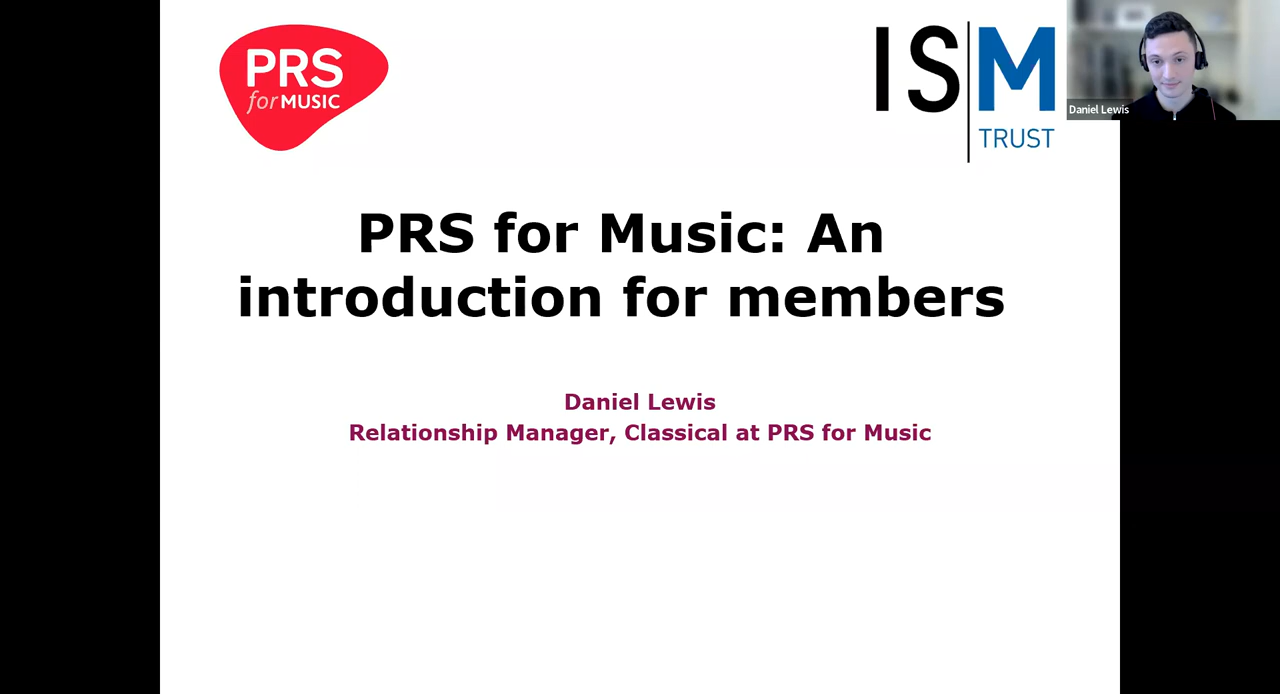 PRS
for MUSIC
ISM
TRUST
Daniel Lewis
PRS for Music: An
introduction for members
Daniel Lewis
Relationship Manager, Classical at PRS for Music